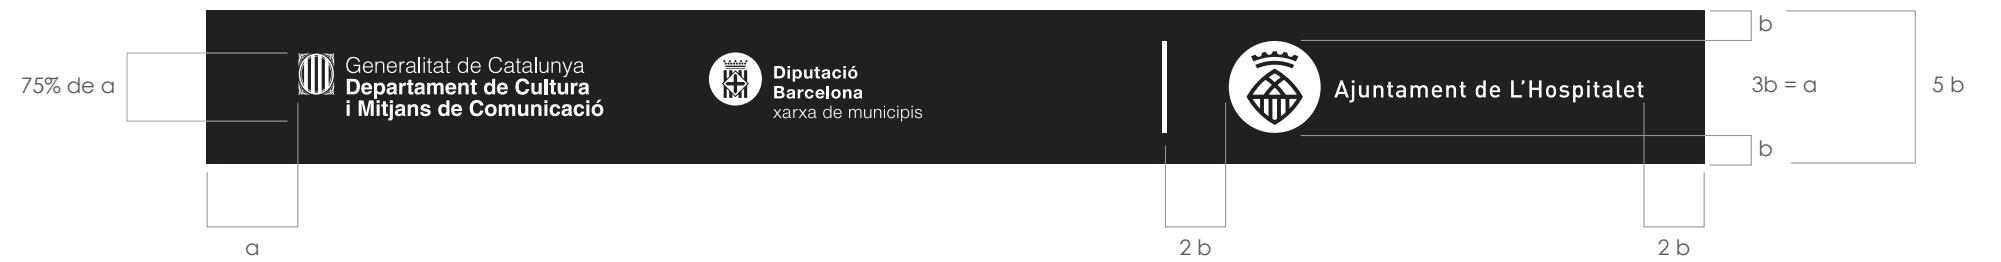 75% de a
Generalitat de Catalunya
Departament de Cultura
i Mitjans de Comunicació
Diputació
Barcelona
xarxa de municipis
Ajuntament de L'Hospitalet
b
3b = a
5 b
b
a
2 b
2 b